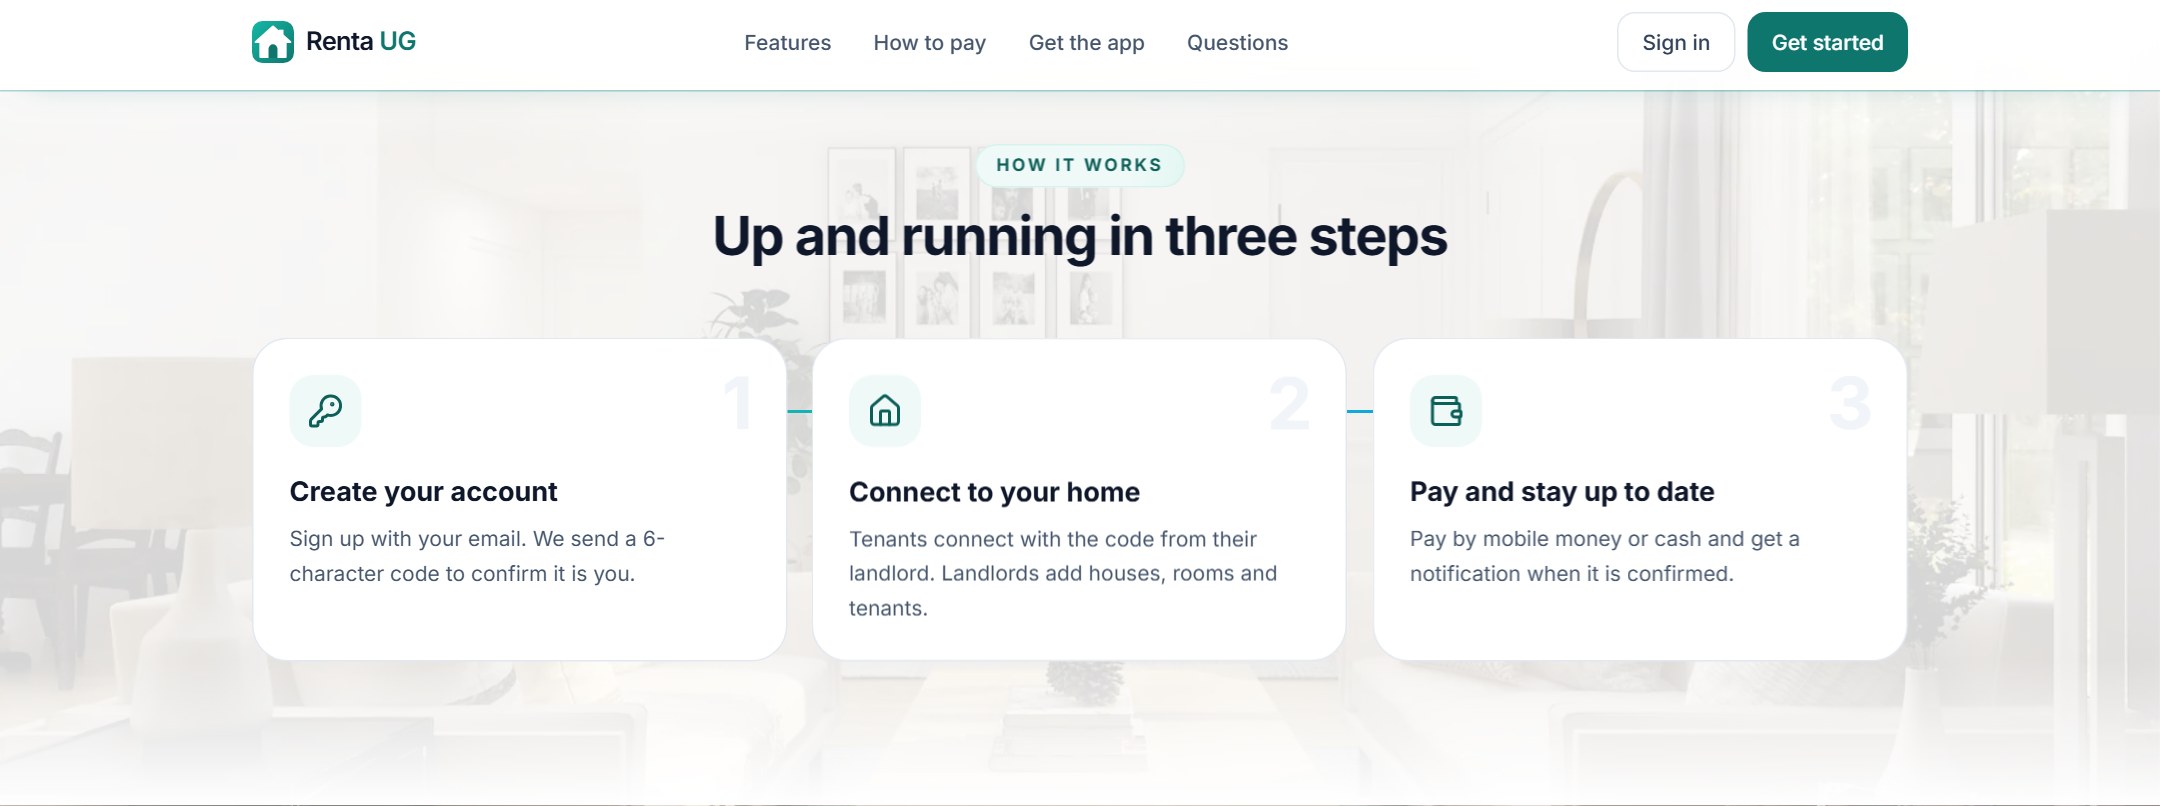 Renta UG
Features
How to pay
Get the app
Questions
Sign in
Get started
HOW IT WORKS
Up and running in three steps
1
Create your account
Sign up with your email. We send a 6-
character code to confirm it is you.
2
Connect to your home
Tenants connect with the code from their
landlord. Landlords add houses, rooms and
tenants.
3
Pay and stay up to date
Pay by mobile money or cash and get a
notification when it is confirmed.